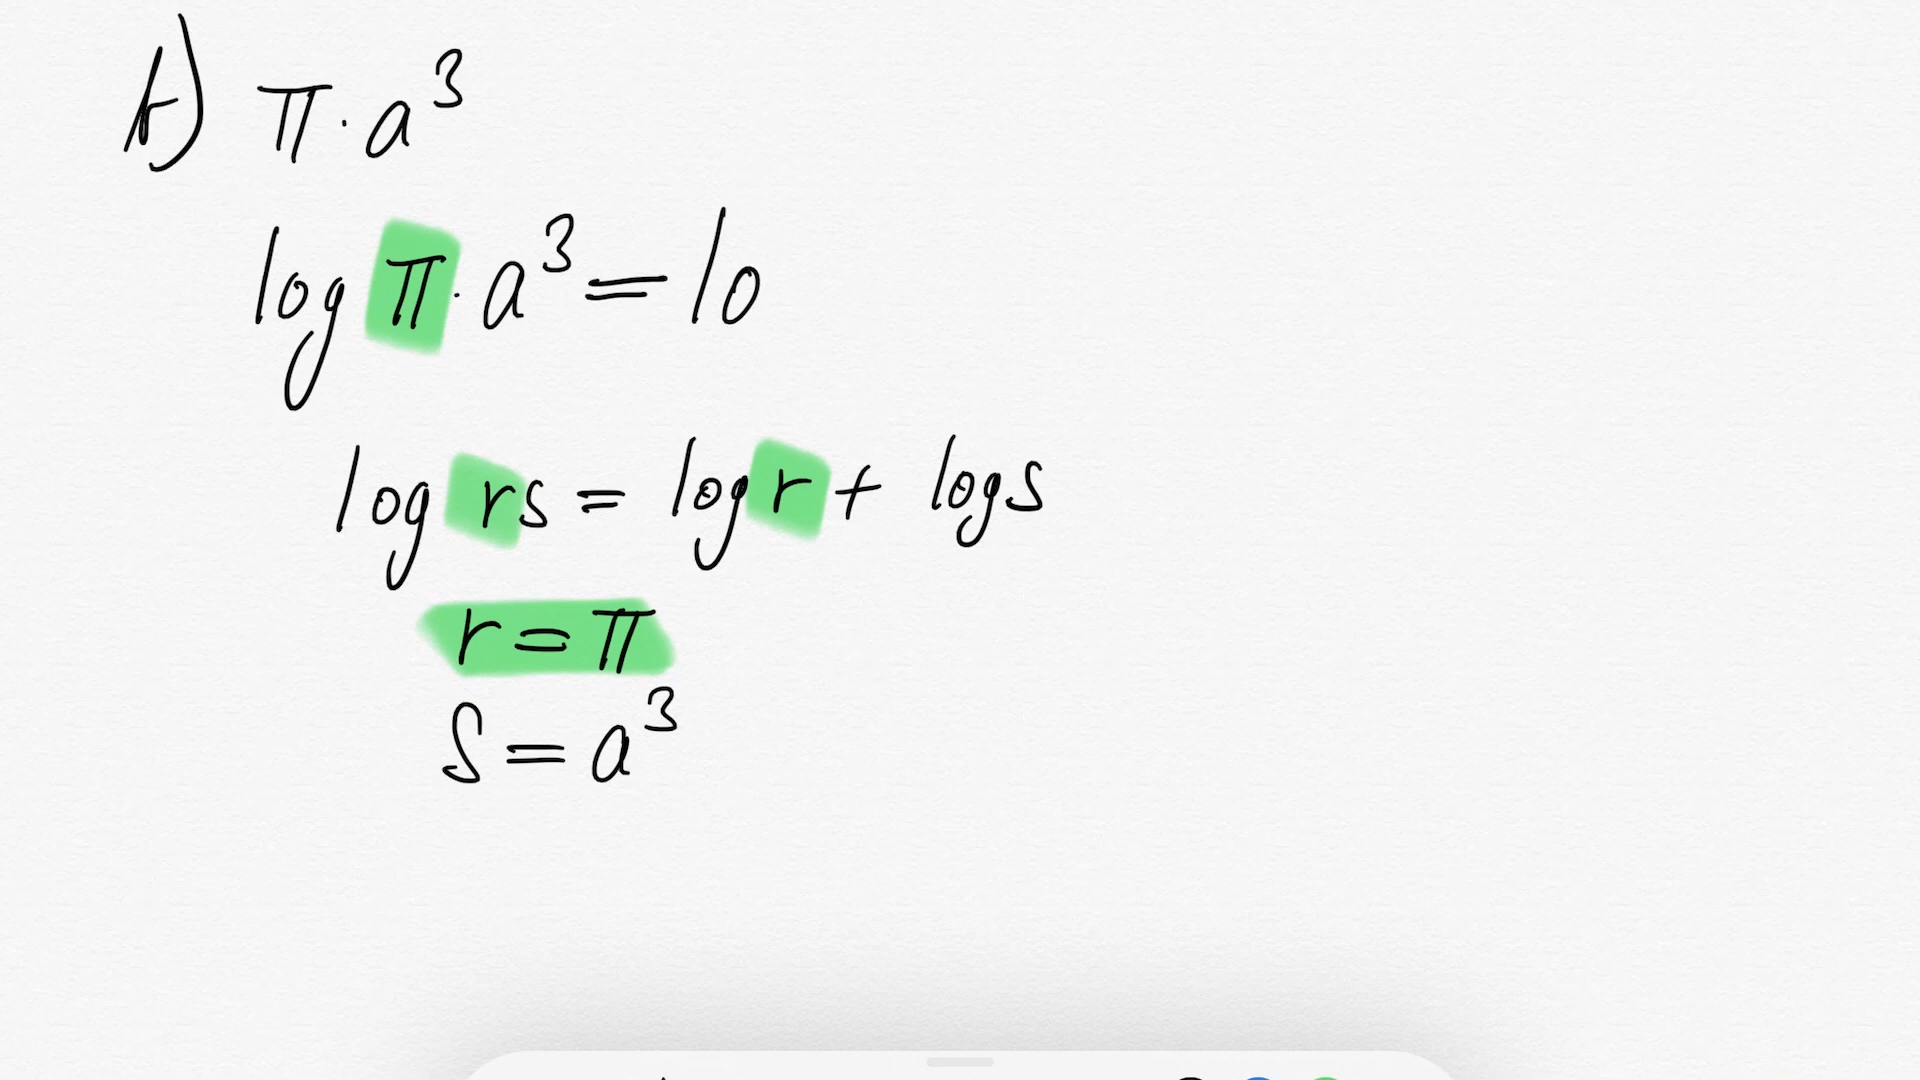 A) π · a³
log π · a³ = lo
log rs = log r + log s
r = π
s = a³